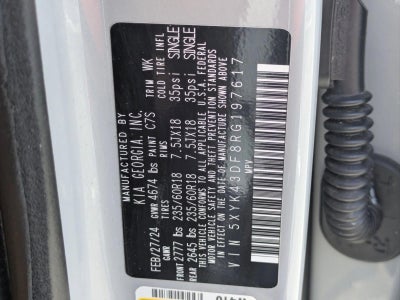 MANUFACTURED BY
KIA GEORGIA, INC.
FEB/27/24 GVWR 4674 lbs PAINT C7S TRIM WK
TIRES RIMS COLD TIRE INFL
FRONT 2777 lbs 235/60R18 7.5JX18 35psi SINGLE
REAR 2645 lbs 235/60R18 7.5JX18 35psi SINGLE
THIS VEHICLE CONFORMS TO ALL APPLICABLE U.S. FEDERAL
MOTOR VEHICLE SAFETY AND THEFT PREVENTION STANDARDS
IN EFFECT ON THE DATE OF MANUFACTURE SHOWN ABOVE.
VIN 5XYK43DF8RG197617
MPV